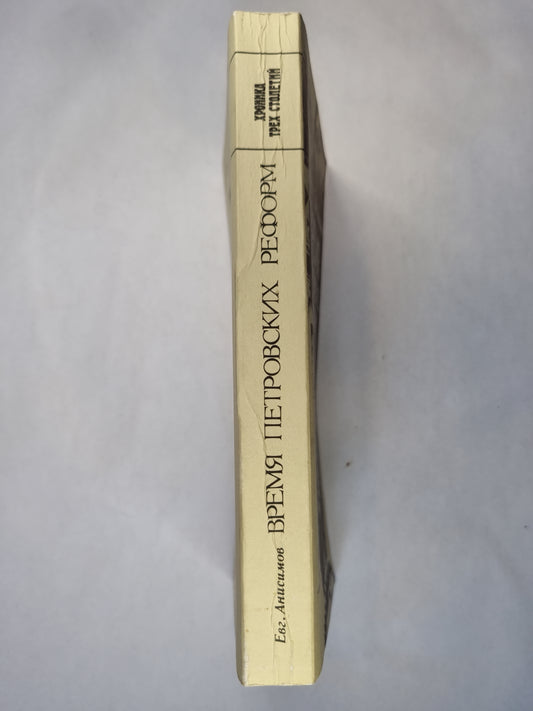 Евг. Анисимов ВРЕМЯ ПЕТРОВСКИХ РЕФОРМ
ХРОНИКА
ТРЕХ СТОЛЕТИЙ